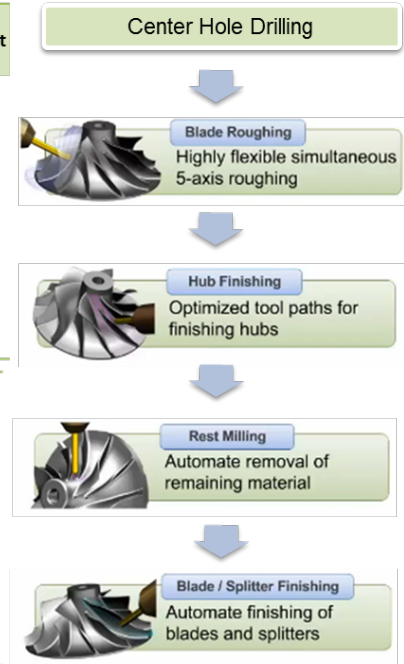 Center Hole Drilling
t
Blade Roughing
Highly flexible simultaneous
5-axis roughing
Hub Finishing
Optimized tool paths for
finishing hubs
Rest Milling
Automate removal of
remaining material
Blade / Splitter Finishing
Automate finishing of
blades and splitters